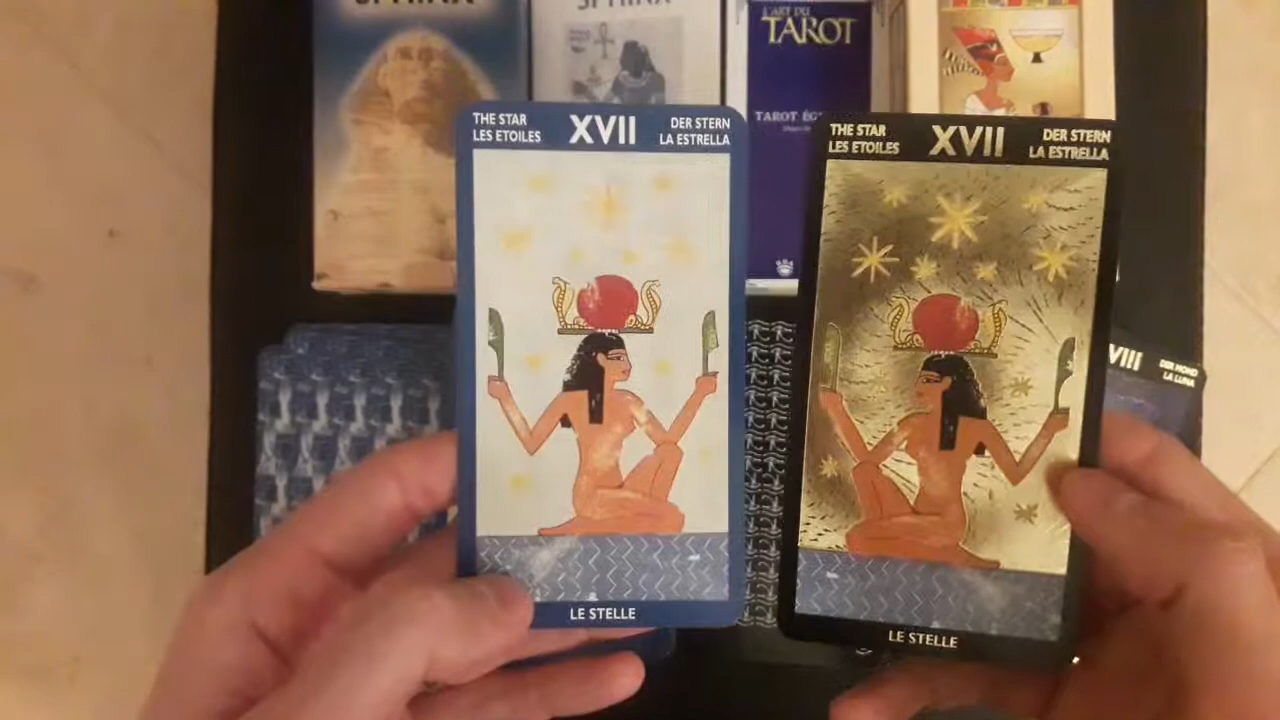 SPHINX
SPHINX
L'ART DU
TAROT
TAROT
THE STAR
LES ETOILES
XVII
DER STERN
LA ESTRELLA
LE STELLE
THE STAR
LES ETOILES
XVII
DER STERN
LA ESTRELLA
LE STELLE
VIII
DER MOND
LA LUNA